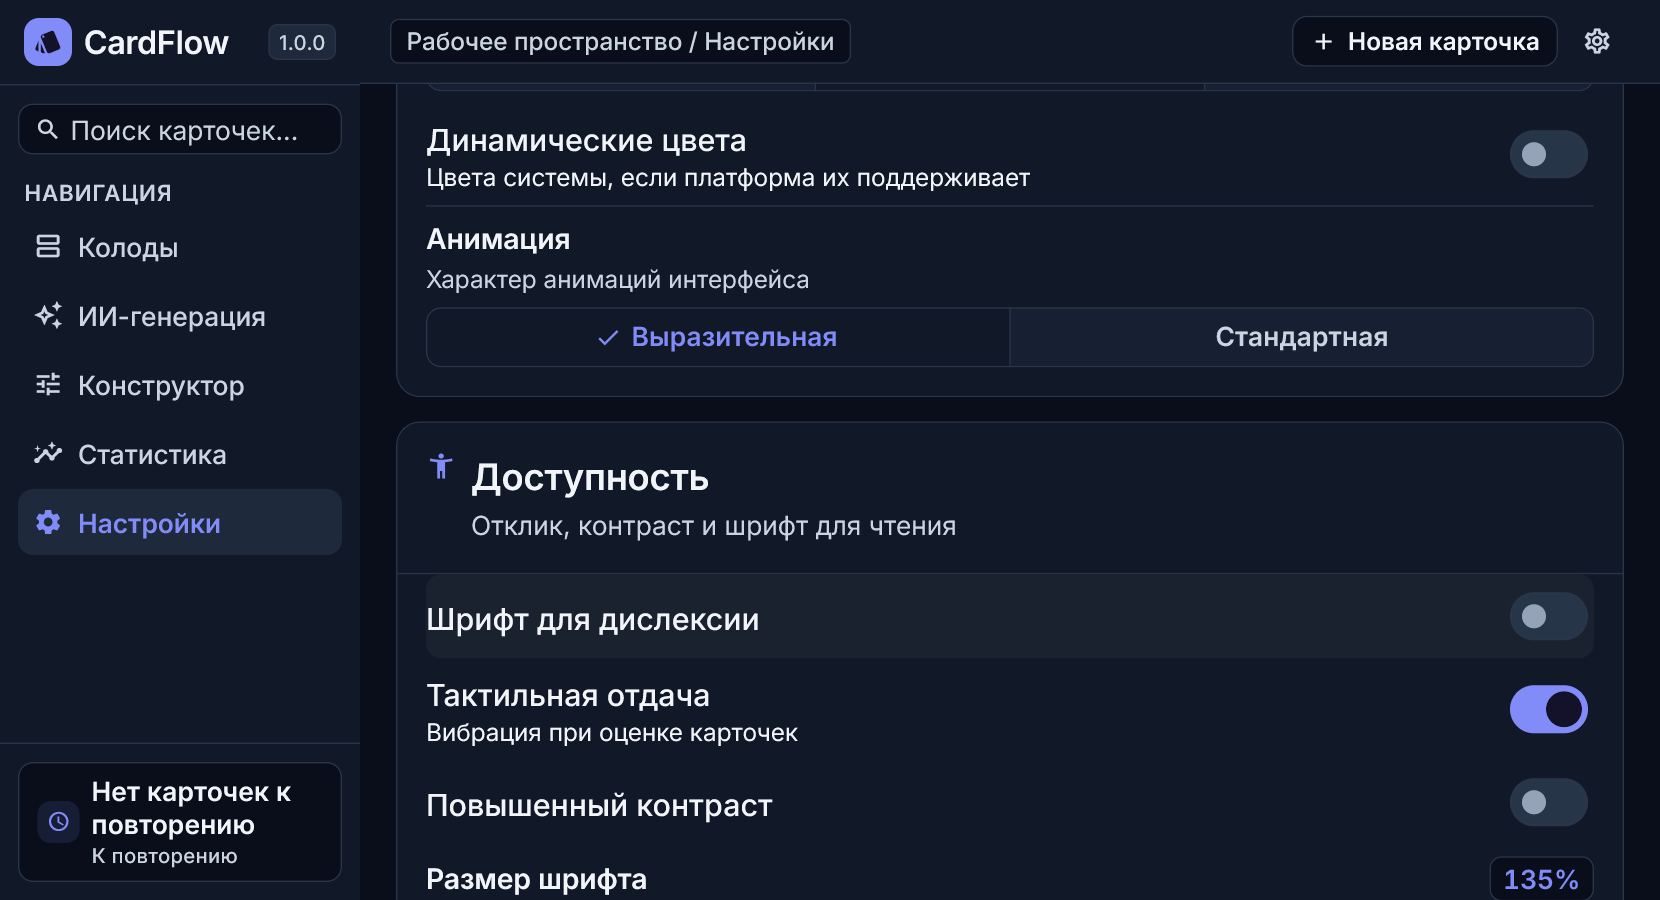 CardFlow
1.0.0
Рабочее пространство / Настройки
+ Новая карточка
Поиск карточек...
НАВИГАЦИЯ
Колоды
ИИ-генерация
Конструктор
Статистика
Настройки
Нет карточек к
повторению
К повторению
Динамические цвета
Цвета системы, если платформа их поддерживает
Анимация
Характер анимаций интерфейса
Выразительная
Стандартная
Доступность
Отклик, контраст и шрифт для чтения
Шрифт для дислексии
Тактильная отдача
Вибрация при оценке карточек
Повышенный контраст
Размер шрифта
135%